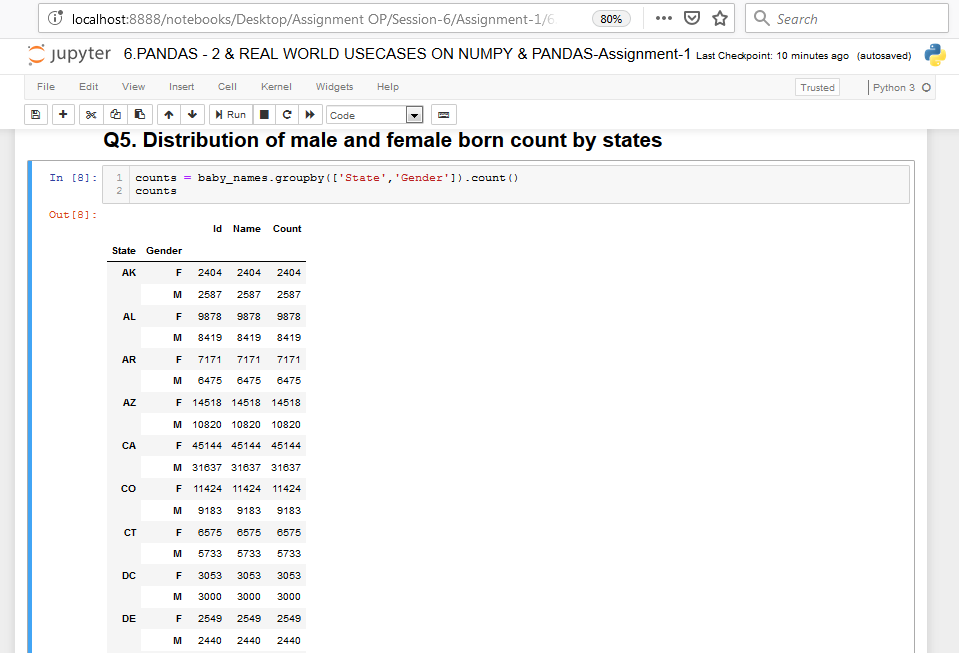 localhost:8888/notebooks/Desktop/Assignment OP/Session-6/Assignment-1/6
80%
Search
jupyter 6.PANDAS - 2 & REAL WORLD USECASES ON NUMPY & PANDAS-Assignment-1 Last Checkpoint: 10 minutes ago (autosaved)
File Edit View Insert Cell Kernel Widgets Help Trusted Python 3
Run Code
Q5. Distribution of male and female born count by states
In [8]: 1 counts = baby_names.groupby(['State','Gender']).count()
2 counts
Out[8]:
Id Name Count
State Gender
AK F 2404 2404 2404
M 2587 2587 2587
AL F 9878 9878 9878
M 8419 8419 8419
AR F 7171 7171 7171
M 6475 6475 6475
AZ F 14518 14518 14518
M 10820 10820 10820
CA F 45144 45144 45144
M 31637 31637 31637
CO F 11424 11424 11424
M 9183 9183 9183
CT F 6575 6575 6575
M 5733 5733 5733
DC F 3053 3053 3053
M 3000 3000 3000
DE F 2549 2549 2549
M 2440 2440 2440